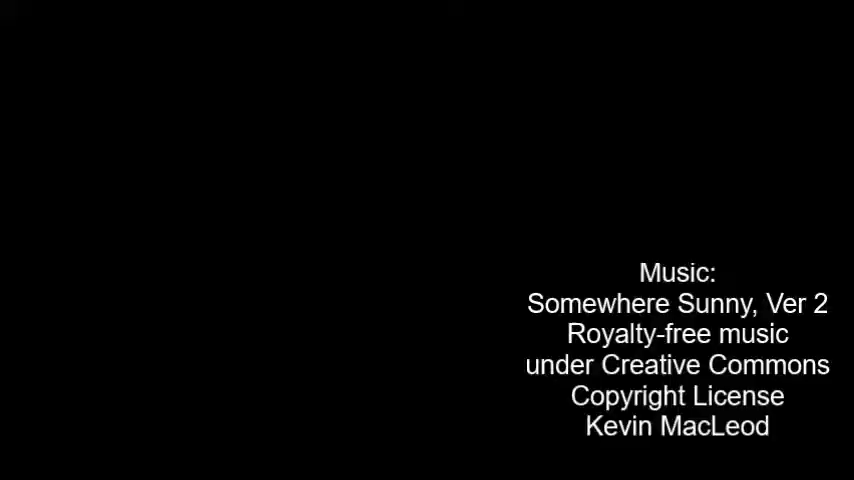 Music:
Somewhere Sunny, Ver 2
Royalty-free music
under Creative Commons
Copyright License
Kevin MacLeod